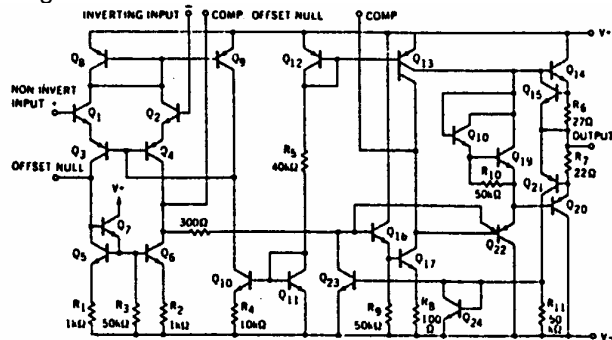 INVERTING INPUT -
COMP. OFFSET NULL
COMP
V+
Q8
Q9
Q12
Q13
Q14
Q15
NON INVERT
INPUT +
Q1
Q2
R6
27Ω
OUTPUT
Q3
Q4
R5
40kΩ
Q10
Q19
R7
22Ω
OFFSET NULL
R10
50kΩ
Q21
Q20
V+
Q7
300Ω
Q16
Q22
Q5
Q6
Q10
Q11
Q23
Q17
Q24
R1
1kΩ
R3
50kΩ
R2
1kΩ
R4
10kΩ
R9
50kΩ
R8
100
Ω
R11
50
kΩ
V-